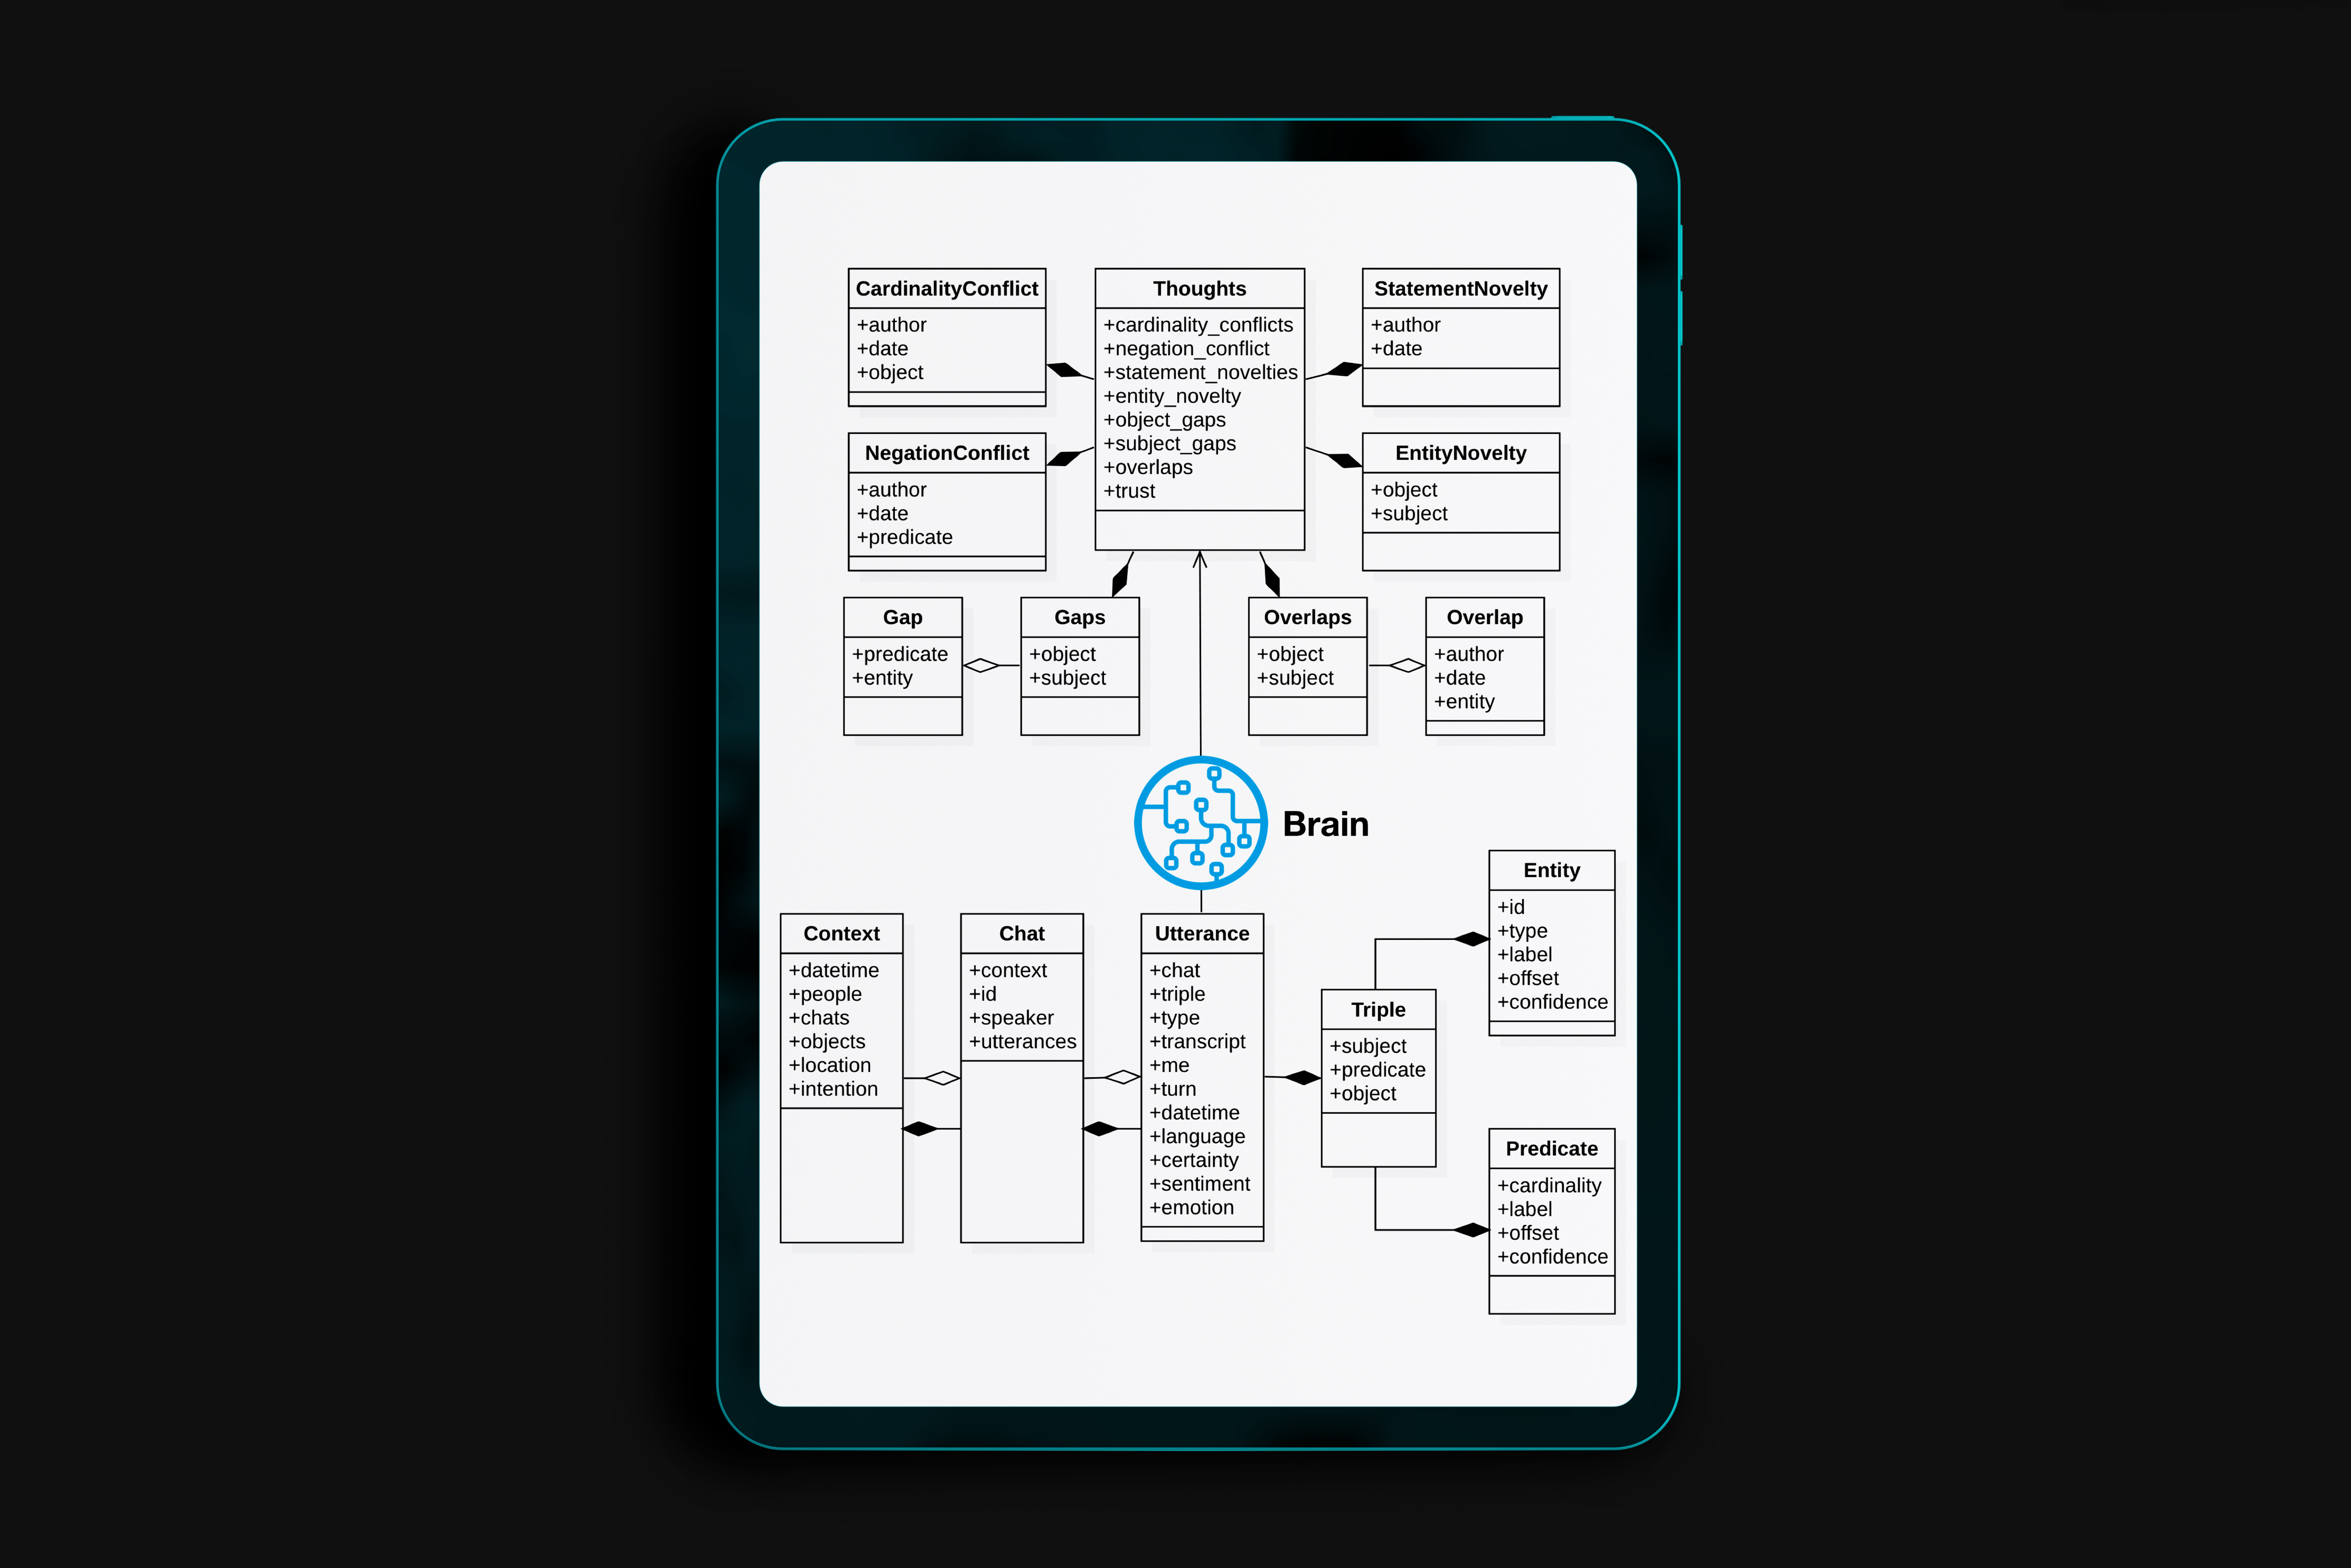 CardinalityConflict
+author
+date
+object
Thoughts
+cardinality_conflicts
+negation_conflict
+statement_novelties
+entity_novelty
+object_gaps
+subject_gaps
+overlaps
+trust
StatementNovelty
+author
+date
NegationConflict
+author
+date
+predicate
EntityNovelty
+object
+subject
Gap
+predicate
+entity
Gaps
+object
+subject
Overlaps
+object
+subject
Overlap
+author
+date
+entity
Brain
Context
+datetime
+people
+chats
+objects
+location
+intention
Chat
+context
+id
+speaker
+utterances
Utterance
+chat
+triple
+type
+transcript
+me
+turn
+datetime
+language
+certainty
+sentiment
+emotion
Triple
+subject
+predicate
+object
Entity
+id
+type
+label
+offset
+confidence
Predicate
+cardinality
+label
+offset
+confidence